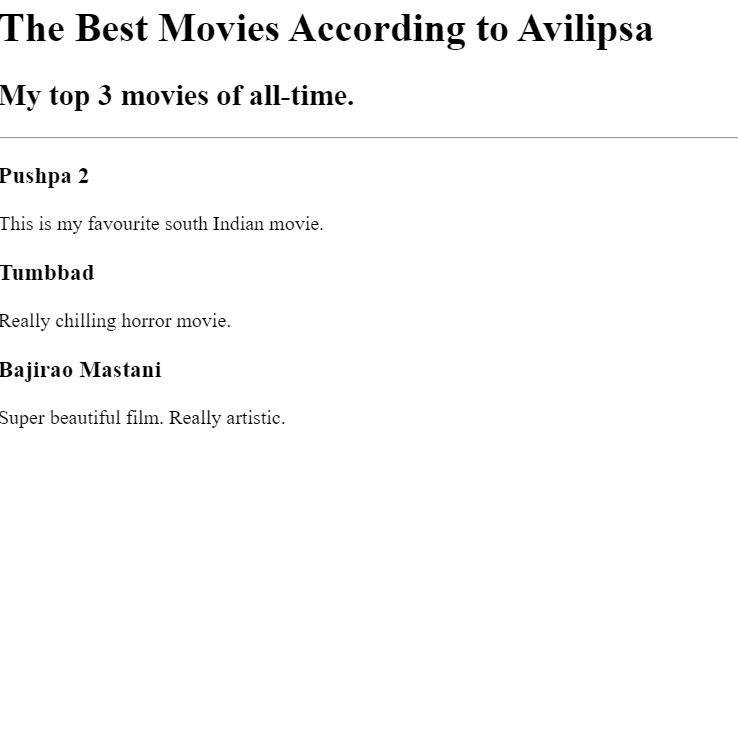 The Best Movies According to Avilipsa
My top 3 movies of all-time.
Pushpa 2
This is my favourite south Indian movie.
Tumbbad
Really chilling horror movie.
Bajirao Mastani
Super beautiful film. Really artistic.